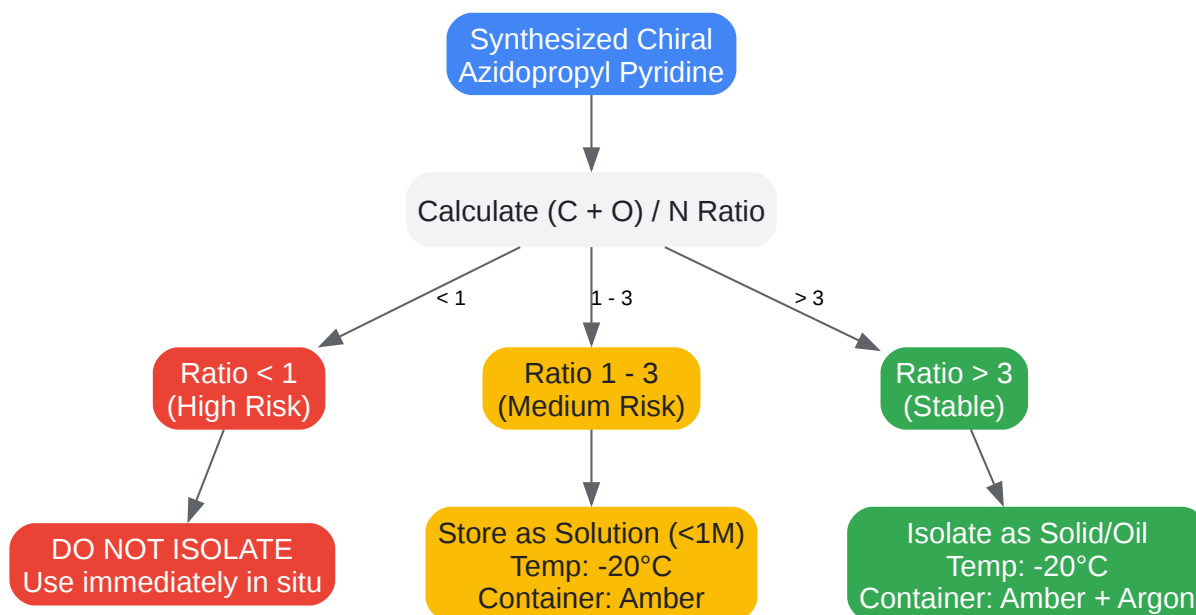 Synthesized Chiral
Azidopropyl Pyridine
Calculate (C + O) / N Ratio
< 1
1 - 3
> 3
Ratio < 1
(High Risk)
Ratio 1 - 3
(Medium Risk)
Ratio > 3
(Stable)
DO NOT ISOLATE
Use immediately in situ
Store as Solution (<1M)
Temp: -20°C
Container: Amber
Isolate as Solid/Oil
Temp: -20°C
Container: Amber + Argon